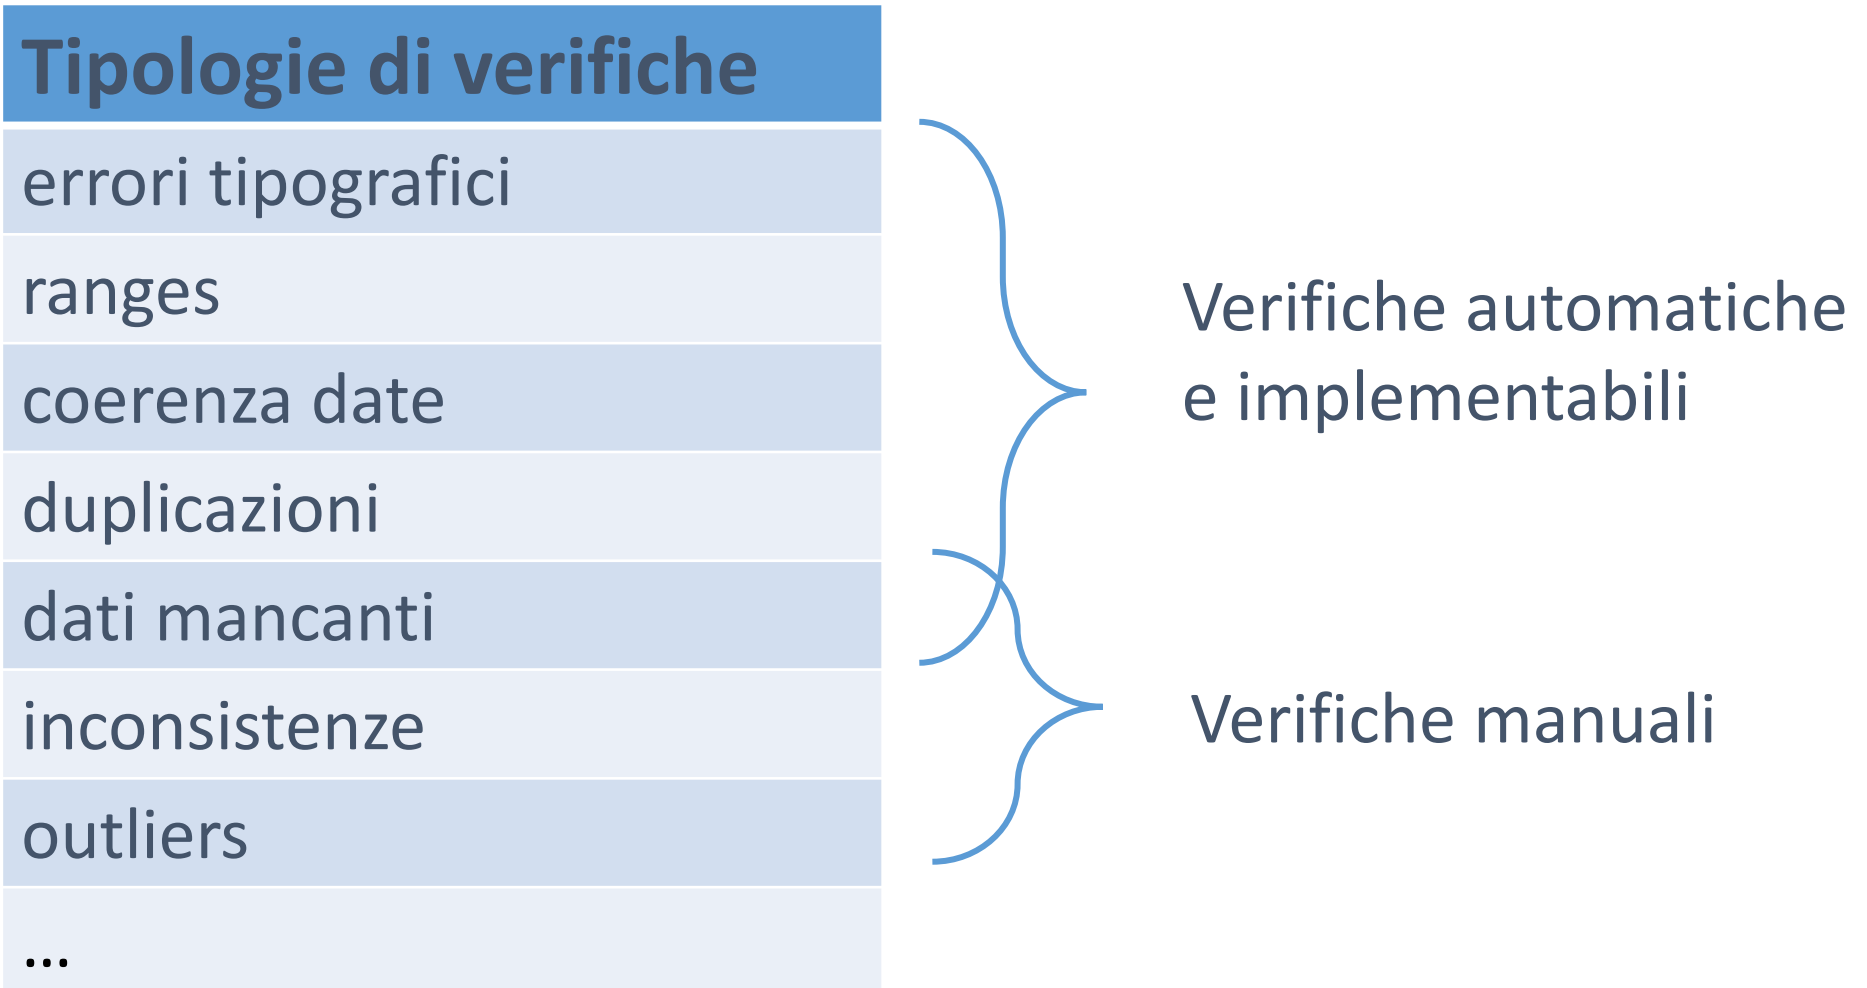 Tipologie di verifiche
errori tipografici
ranges
coerenza date
duplicazioni
dati mancanti
inconsistenze
outliers
...
Verifiche automatiche
e implementabili
Verifiche manuali